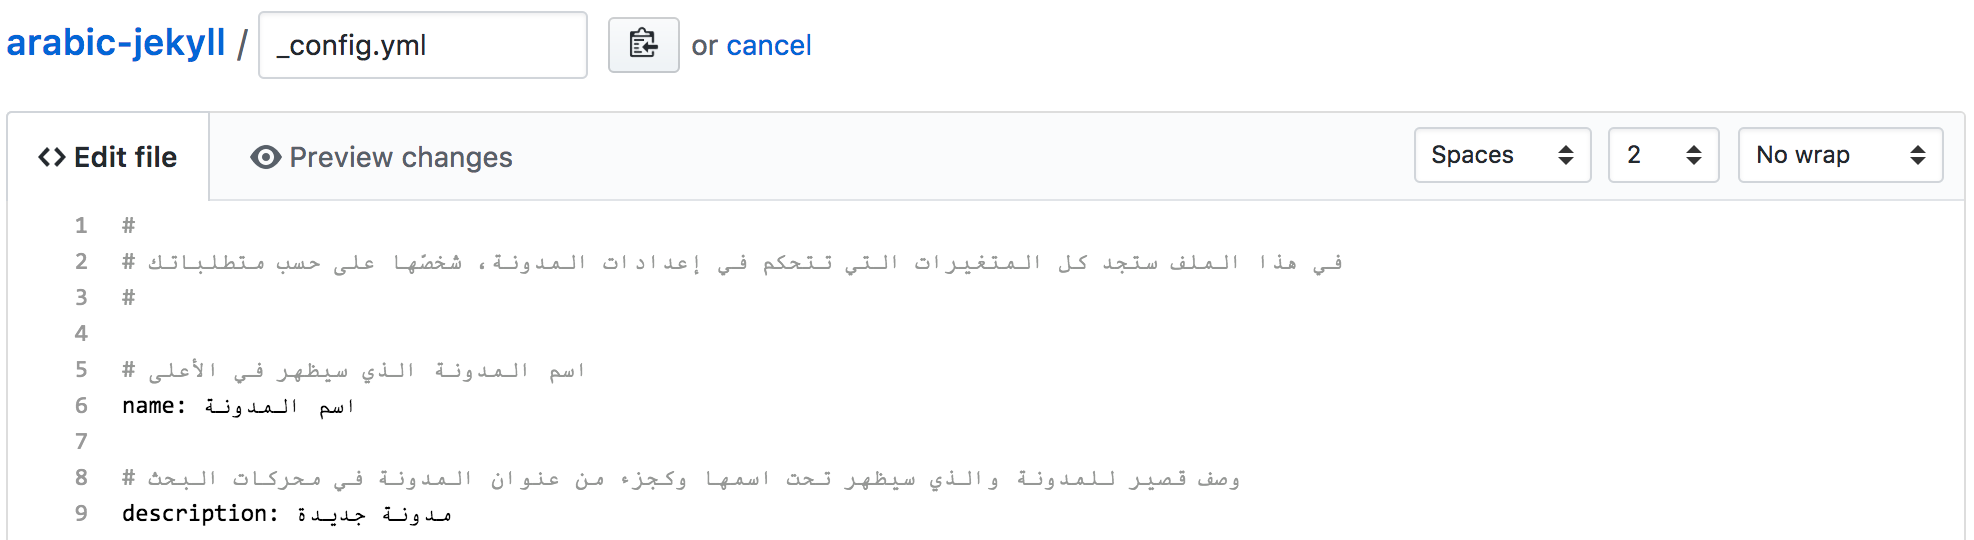 arabic-jekyll / _config.yml or cancel
Edit file Preview changes Spaces 2 No wrap
1 #
2 # في هذا الملف ستجد كل المتغيرات التي تتحكم في إعدادات المدونة، شخصّها على حسب متطلباتك
3 #
4
5 # اسم المدونة الذي سيظهر في الأعلى
6 name: اسم المدونة
7
8 # وصف قصير للمدونة والذي سيظهر تحت اسمها وكجزء من عنوان المدونة في محركات البحث
9 description: مدونة جديدة